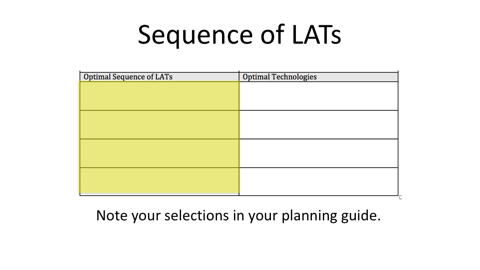 Sequence of LATs
Optimal Sequence of LATs Optimal Technologies
Note your selections in your planning guide.